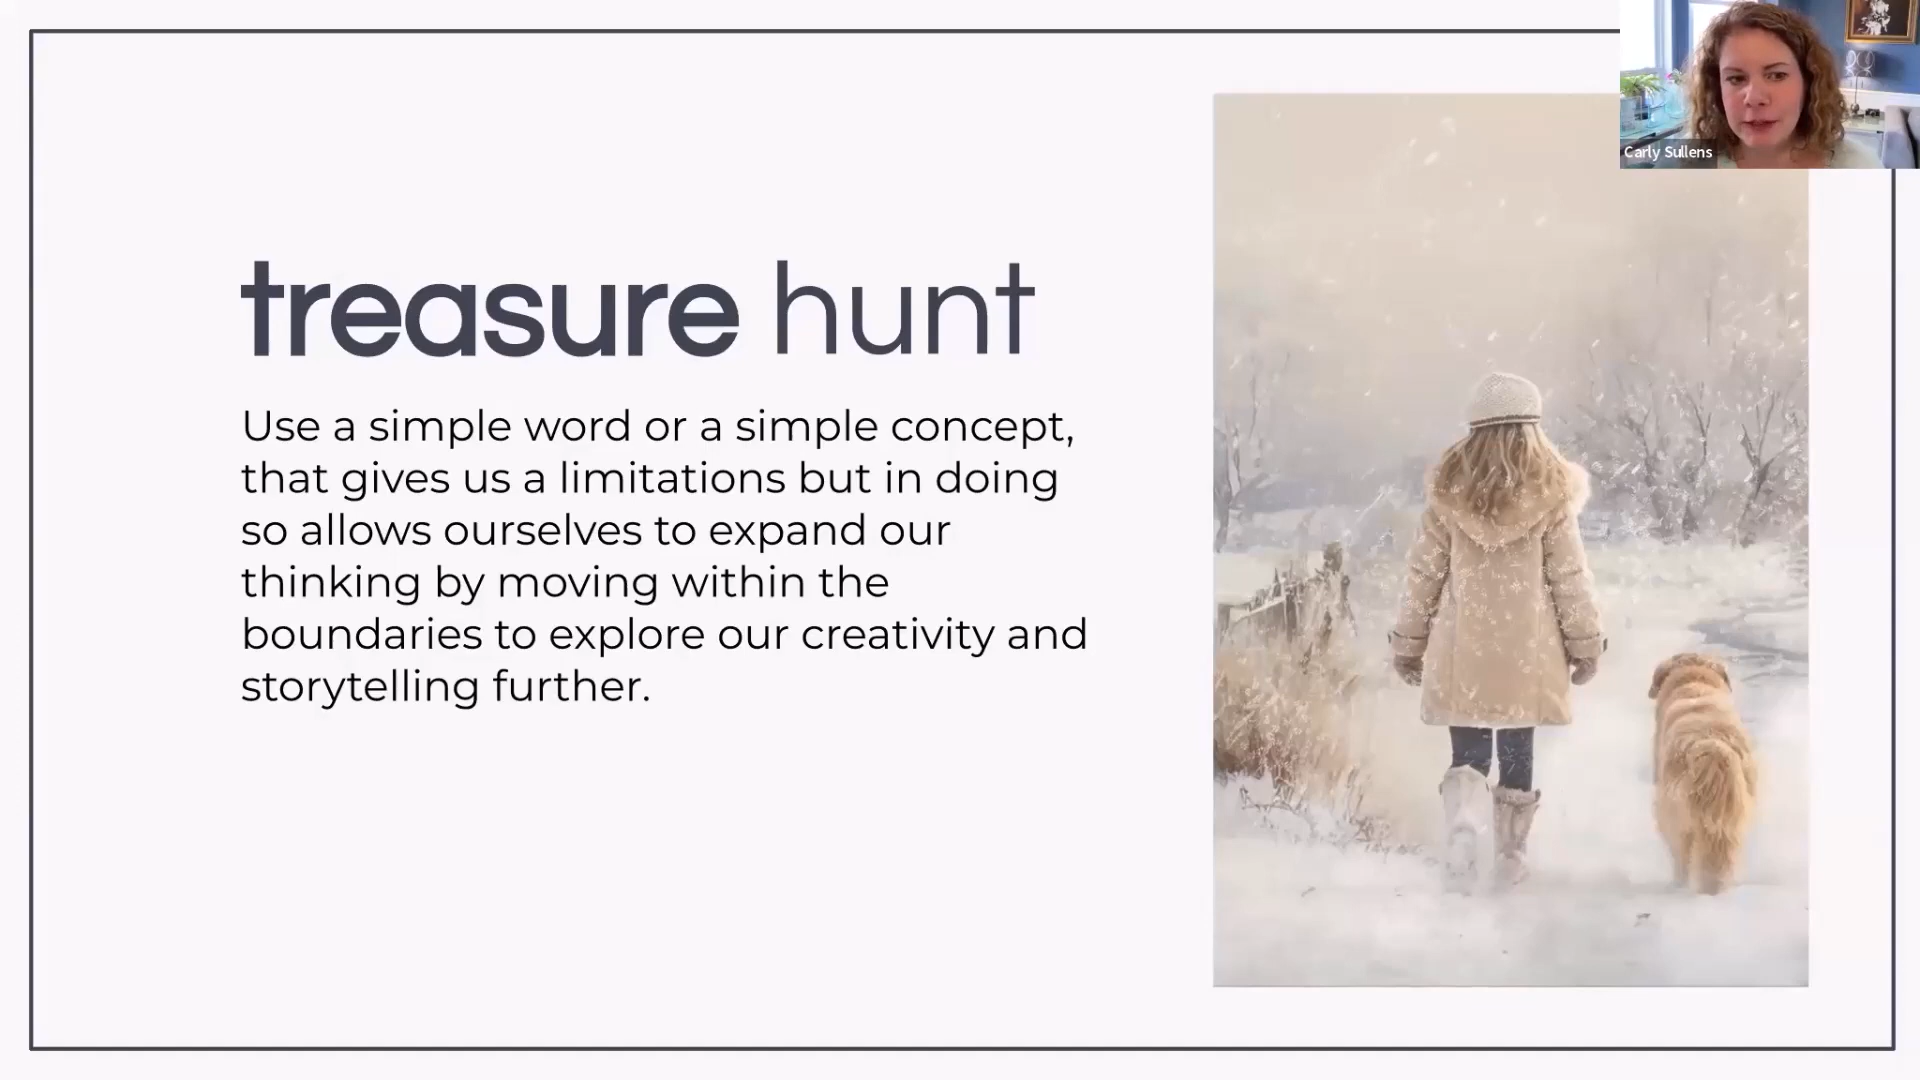 Carly Sullens
treasure hunt
Use a simple word or a simple concept,
that gives us a limitations but in doing
so allows ourselves to expand our
thinking by moving within the
boundaries to explore our creativity and
storytelling further.